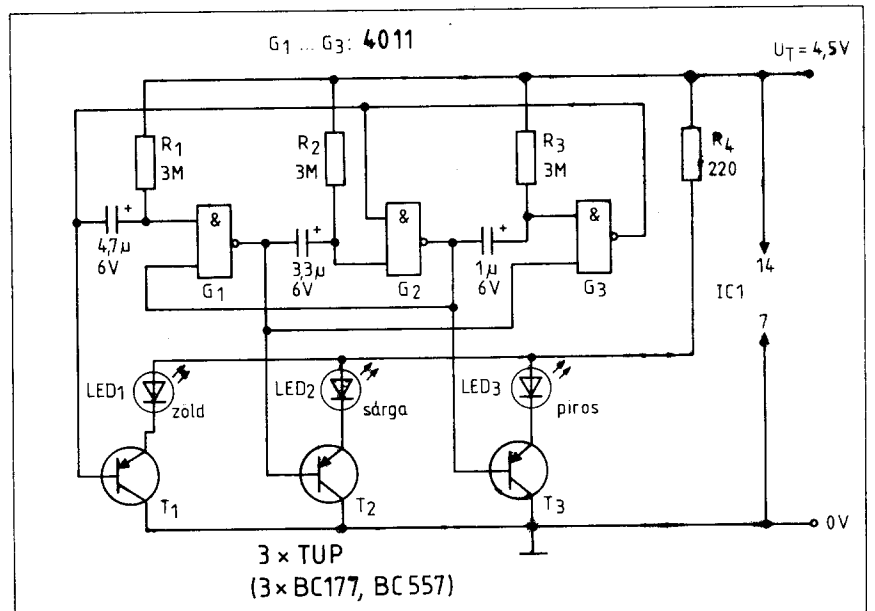 G1 ... G3: 4011
UT = 4,5V
R1
3M
R2
3M
R3
3M
R4
220
&
&
&
+
+
+
4,7µ
6V
3,3µ
6V
1µ
6V
G1
G2
G3
14
IC1
7
LED1
zöld
LED2
sárga
LED3
piros
T1
T2
T3
0V
3 × TUP
(3 × BC177, BC557)